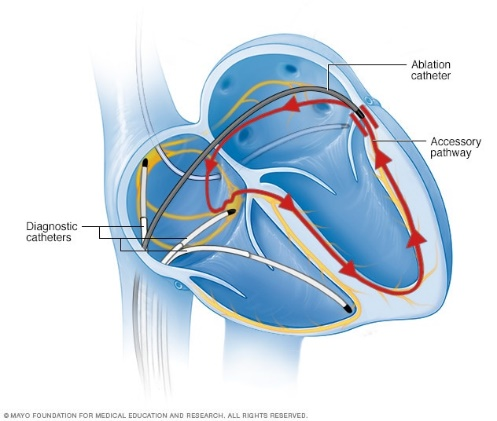 Ablation
catheter
Accessory
pathway
Diagnostic
catheters
© MAYO FOUNDATION FOR MEDICAL EDUCATION AND RESEARCH. ALL RIGHTS RESERVED.